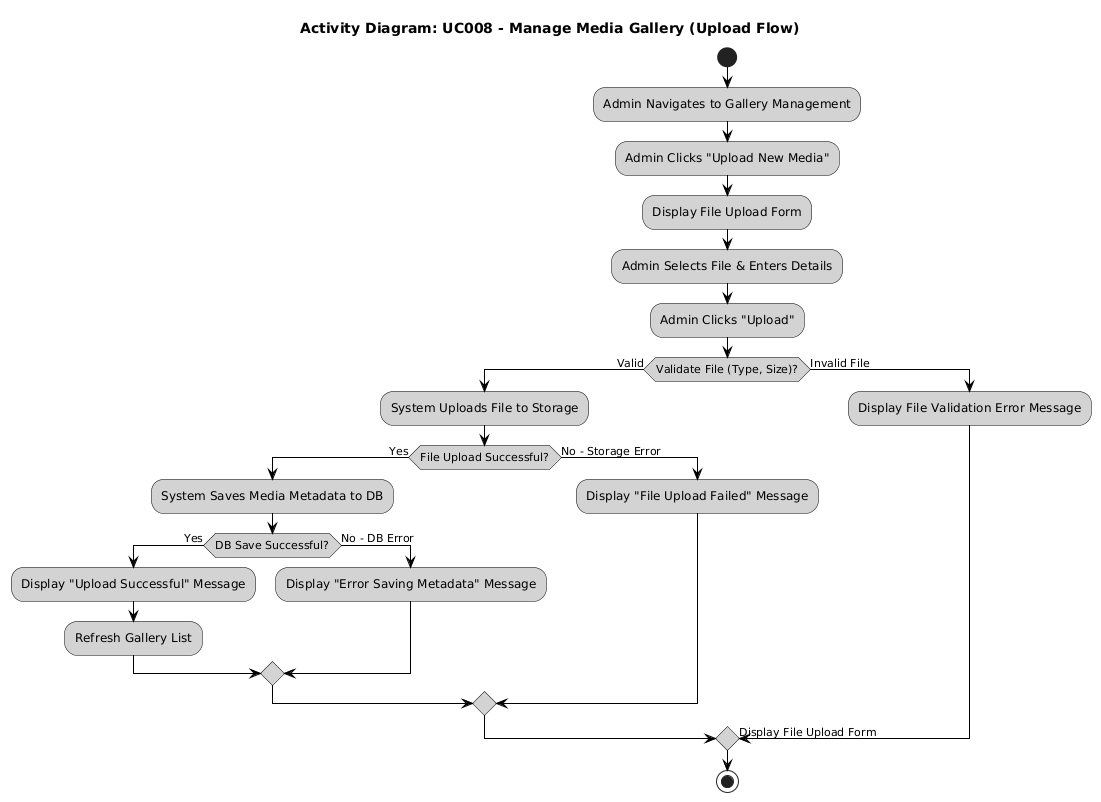 Activity Diagram: UC008 - Manage Media Gallery (Upload Flow)
Admin Navigates to Gallery Management
Admin Clicks "Upload New Media"
Display File Upload Form
Admin Selects File & Enters Details
Admin Clicks "Upload"
Valid
Validate File (Type, Size)?
Invalid File
System Uploads File to Storage
Display File Validation Error Message
Yes
File Upload Successful?
No - Storage Error
System Saves Media Metadata to DB
Display "File Upload Failed" Message
Yes
DB Save Successful?
No - DB Error
Display "Upload Successful" Message
Display "Error Saving Metadata" Message
Refresh Gallery List
Display File Upload Form